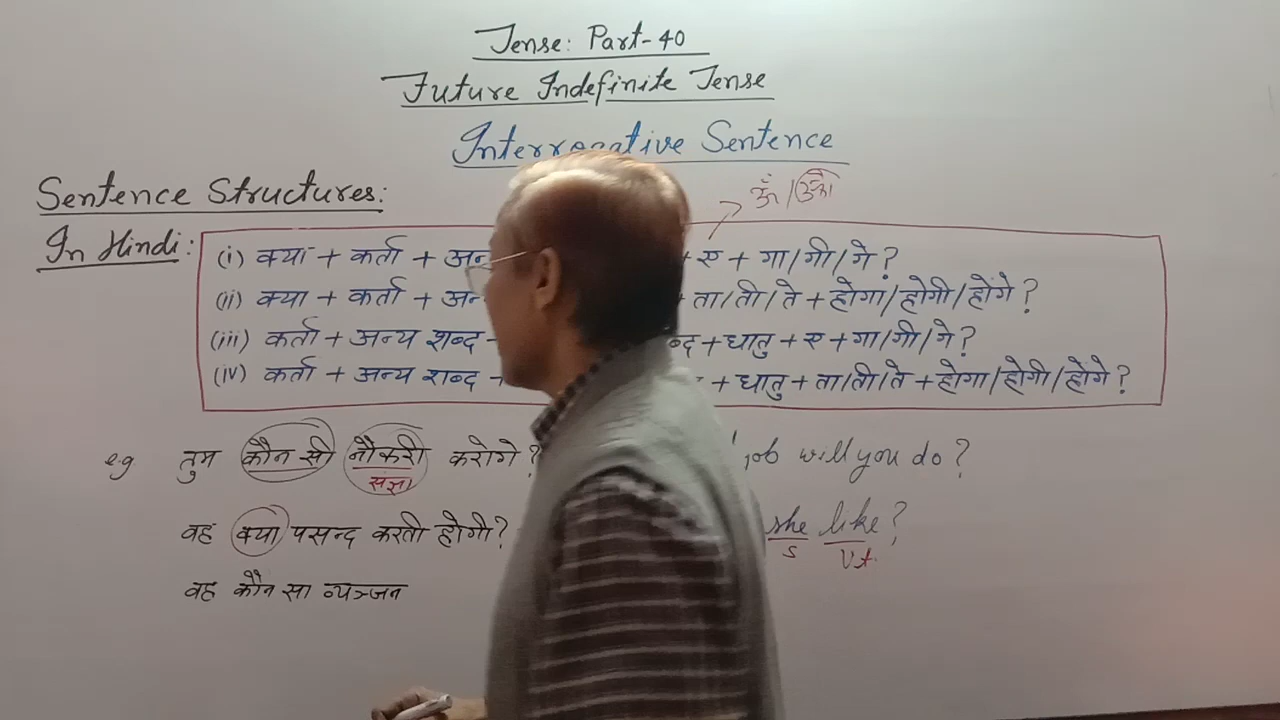 Tense: Part-40
Future Indefinite Tense
Interrogative Sentence
Sentence Structures:
In Hindi:
(i) क्या + कर्ता + अन + ए + गा/गी/गे?
(ii) क्या + कर्ता + अन ता/ती/ते + होगा/होगी/होंगे?
(iii) कर्ता + अन्य शब्द - ब्द + धातु + ए + गा/गी/गे?
(iv) कर्ता + अन्य शब्द + + धातु + ता/ती/ते + होगा/होगी/होंगे?
eg तुम कौन सी नौकरी करोगे? job will you do?
संज्ञा
वह क्या पसन्द करती होगी? she like?
S V1
वह कौन सा व्यञ्जन